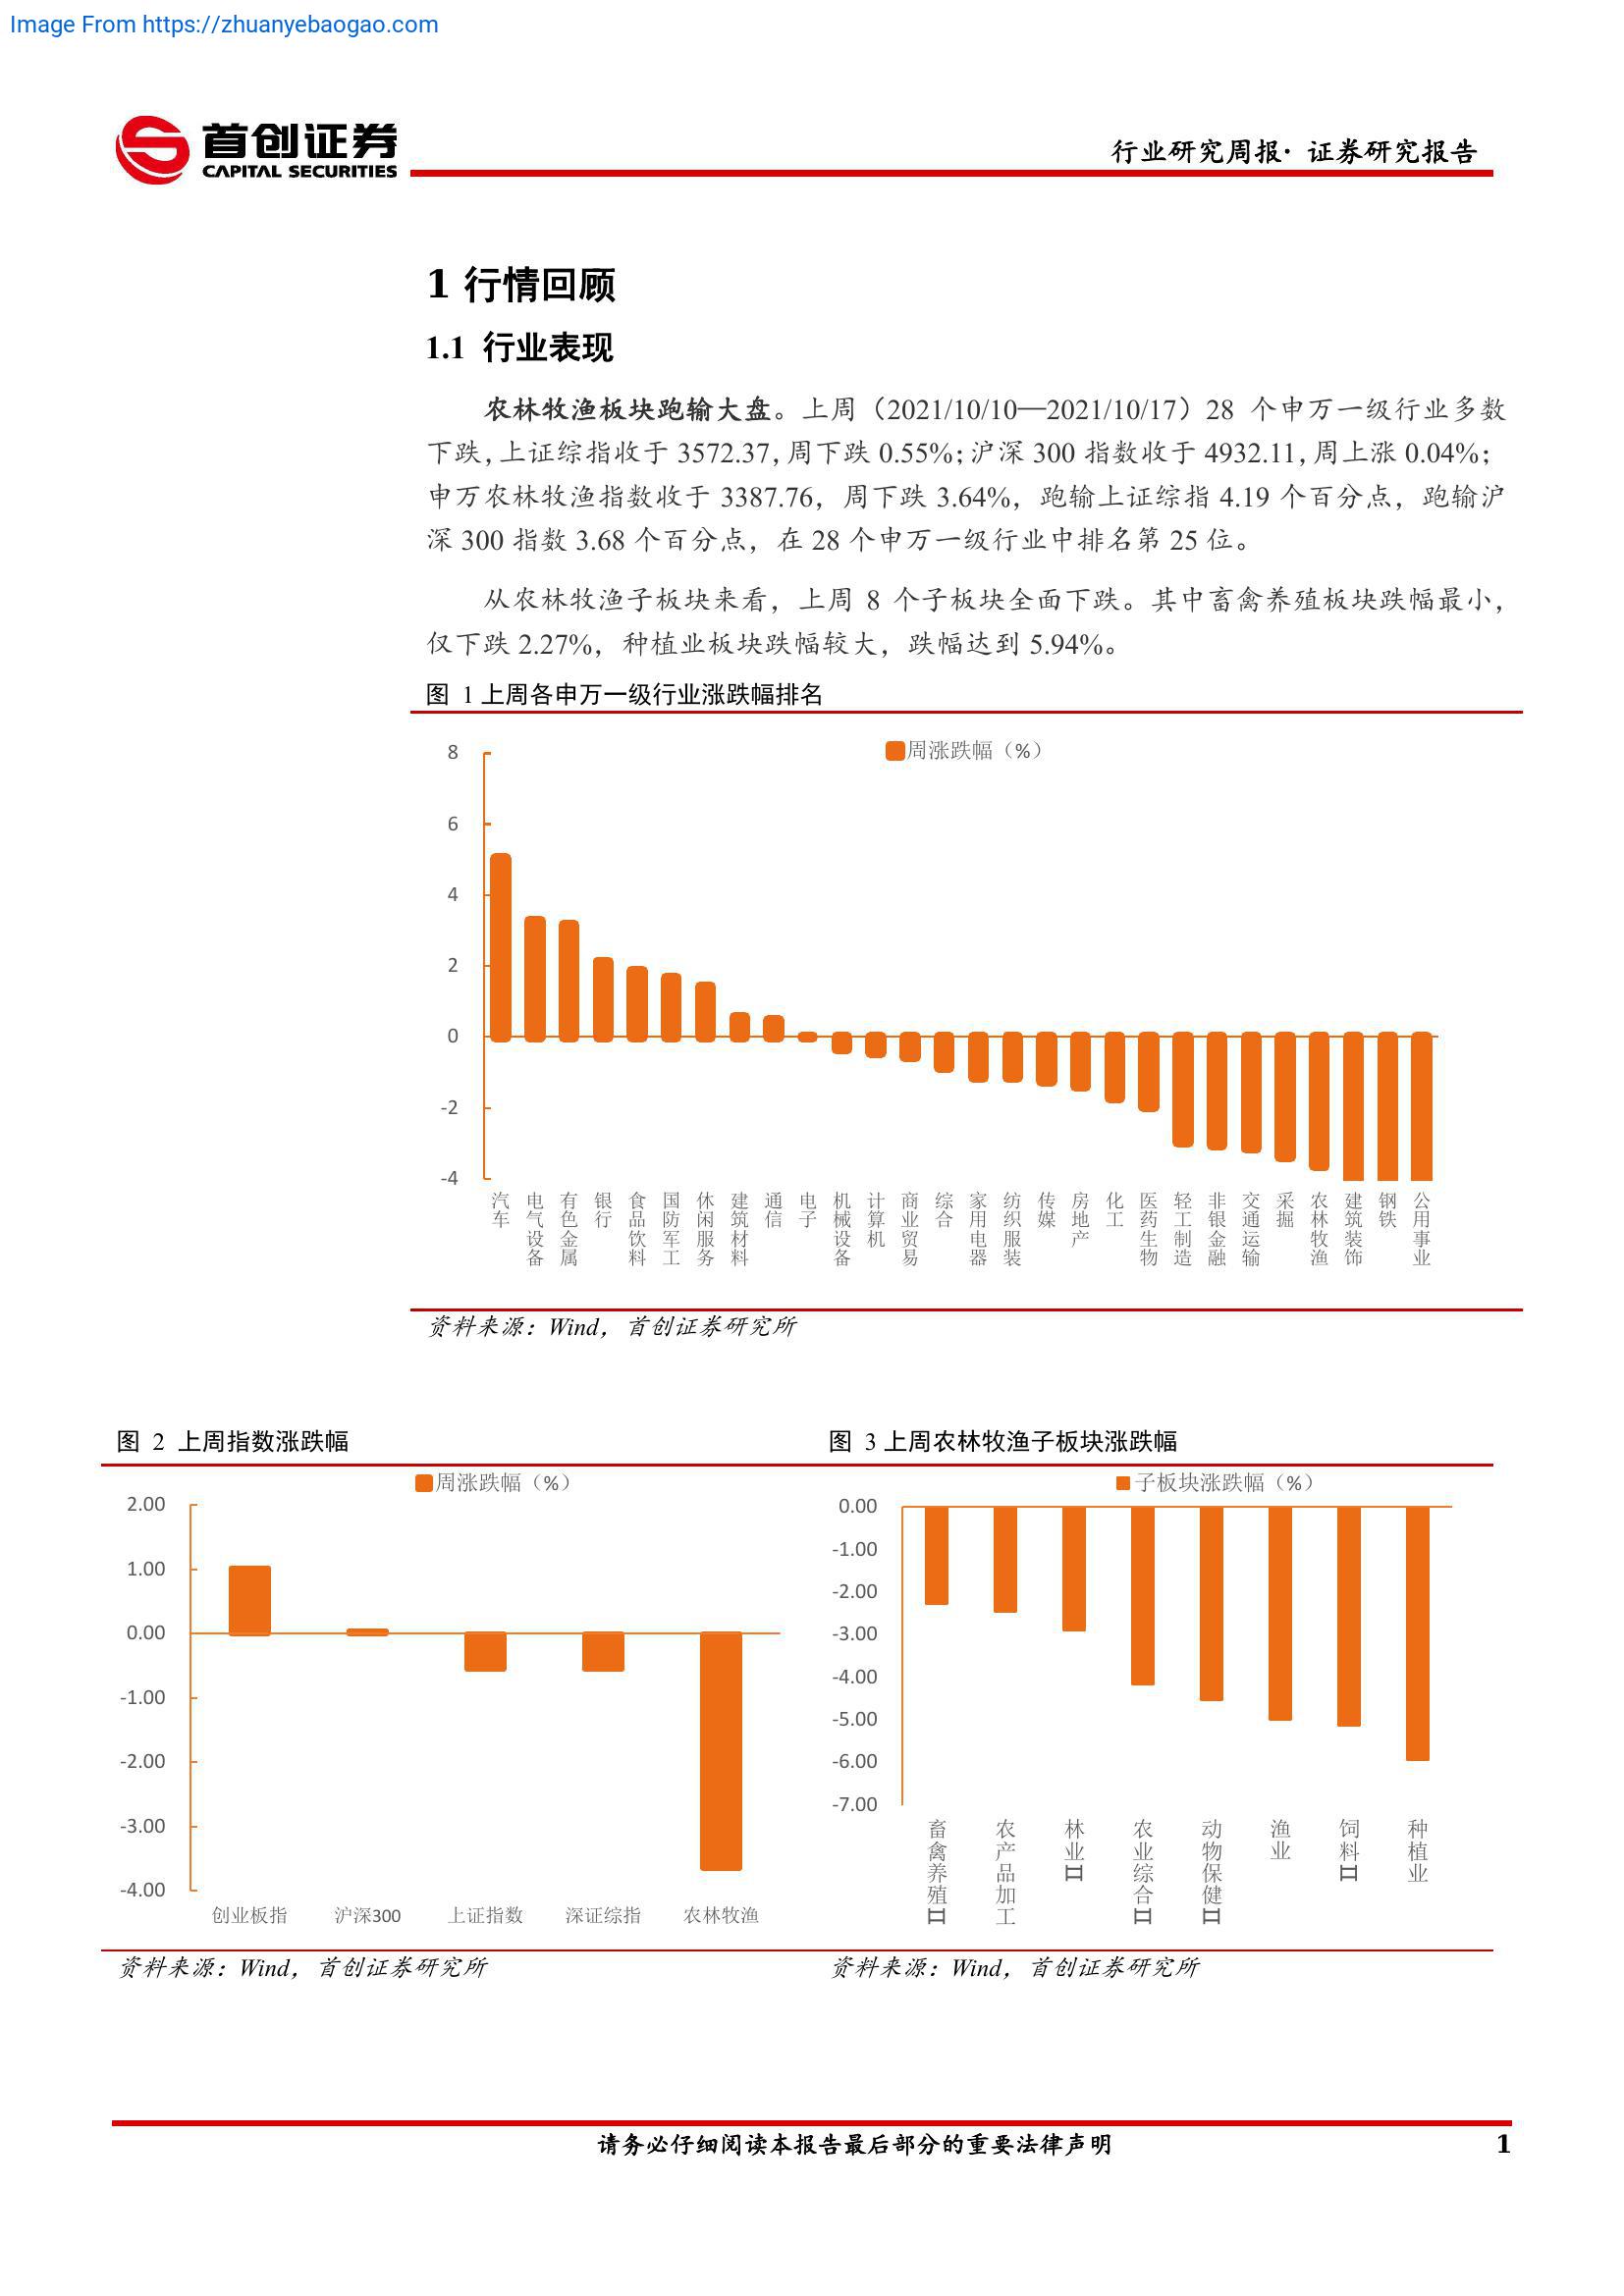 Image From https://zhuanyebaogao.com
首创证券
CAPITAL SECURITIES
行业研究周报· 证券研究报告
1 行情回顾
1.1 行业表现
农林牧渔板块跑输大盘。上周（2021/10/10—2021/10/17）28 个申万一级行业多数
下跌，上证综指收于 3572.37，周下跌 0.55%；沪深 300 指数收于 4932.11，周上涨 0.04%；
申万农林牧渔指数收于 3387.76，周下跌 3.64%，跑输上证综指 4.19 个百分点，跑输沪
深 300 指数 3.68 个百分点，在 28 个申万一级行业中排名第 25 位。
从农林牧渔子板块来看，上周 8 个子板块全面下跌。其中畜禽养殖板块跌幅最小，
仅下跌 2.27%，种植业板块跌幅较大，跌幅达到 5.94%。
图 1 上周各申万一级行业涨跌幅排名
周涨跌幅（%）
8
6
4
2
0
-2
-4
汽车
电气设备
有色金属
银行
食品饮料
国防军工
休闲服务
建筑材料
通信
电子
机械设备
计算机
商业贸易
综合
家用电器
纺织服装
传媒
房地产
化工
医药生物
轻工制造
非银金融
交通运输
采掘
农林牧渔
建筑装饰
钢铁
公用事业
资料来源：Wind，首创证券研究所
图 2 上周指数涨跌幅
周涨跌幅（%）
2.00
1.00
0.00
-1.00
-2.00
-3.00
-4.00
创业板指
沪深300
上证指数
深证综指
农林牧渔
资料来源：Wind，首创证券研究所
图 3 上周农林牧渔子板块涨跌幅
子板块涨跌幅（%）
0.00
-1.00
-2.00
-3.00
-4.00
-5.00
-6.00
-7.00
畜禽养殖Ⅱ
农产品加工
林业Ⅱ
农业综合Ⅱ
动物保健Ⅱ
渔业
饲料Ⅱ
种植业
资料来源：Wind，首创证券研究所
请务必仔细阅读本报告最后部分的重要法律声明
1